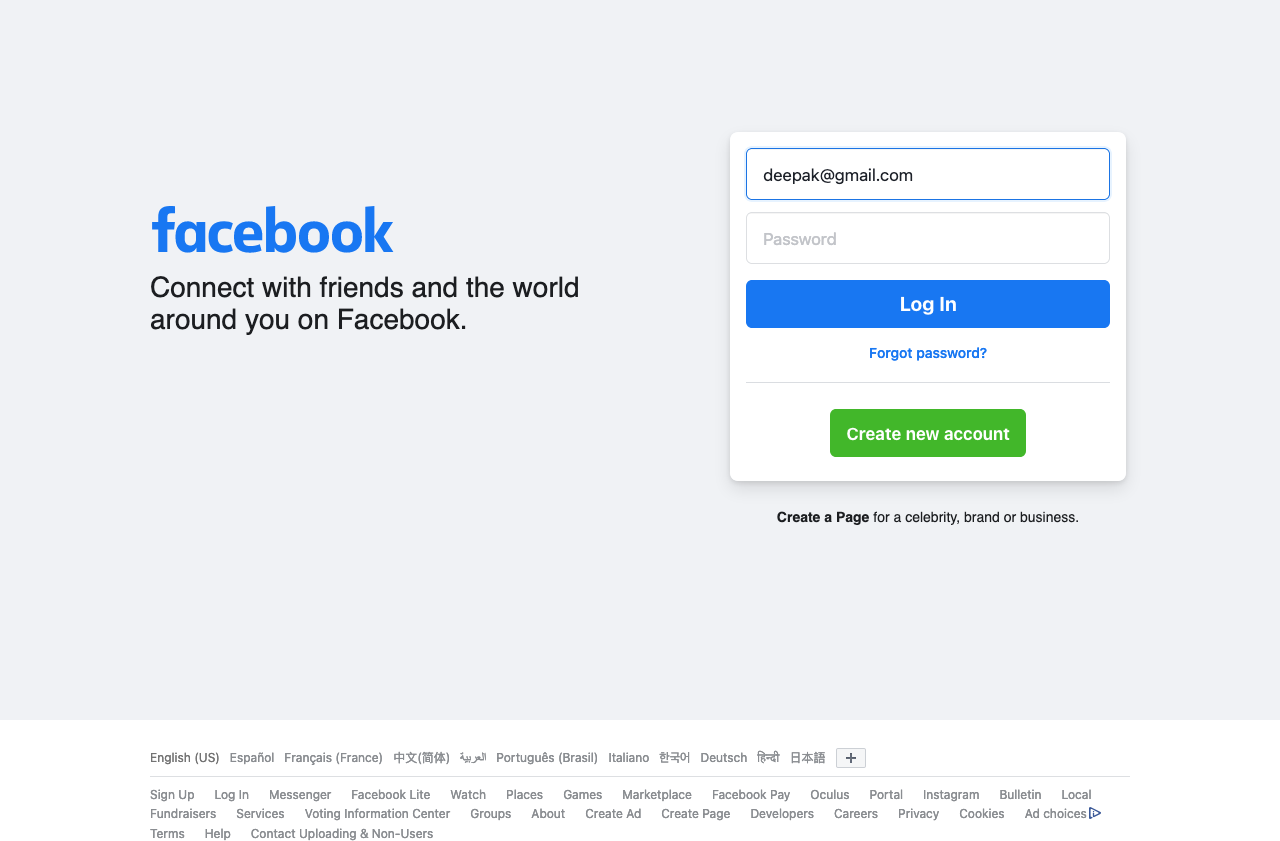 facebook
Connect with friends and the world
around you on Facebook.
deepak@gmail.com
Password
Log In
Forgot password?
Create new account
Create a Page for a celebrity, brand or business.
English (US) Español Français (France) 中文(简体) العربية Português (Brasil) Italiano 한국어 Deutsch हिन्दी 日本語
Sign Up Log In Messenger Facebook Lite Watch Places Games Marketplace Facebook Pay Oculus Portal Instagram Bulletin Local
Fundraisers Services Voting Information Center Groups About Create Ad Create Page Developers Careers Privacy Cookies Ad choices
Terms Help Contact Uploading & Non-Users